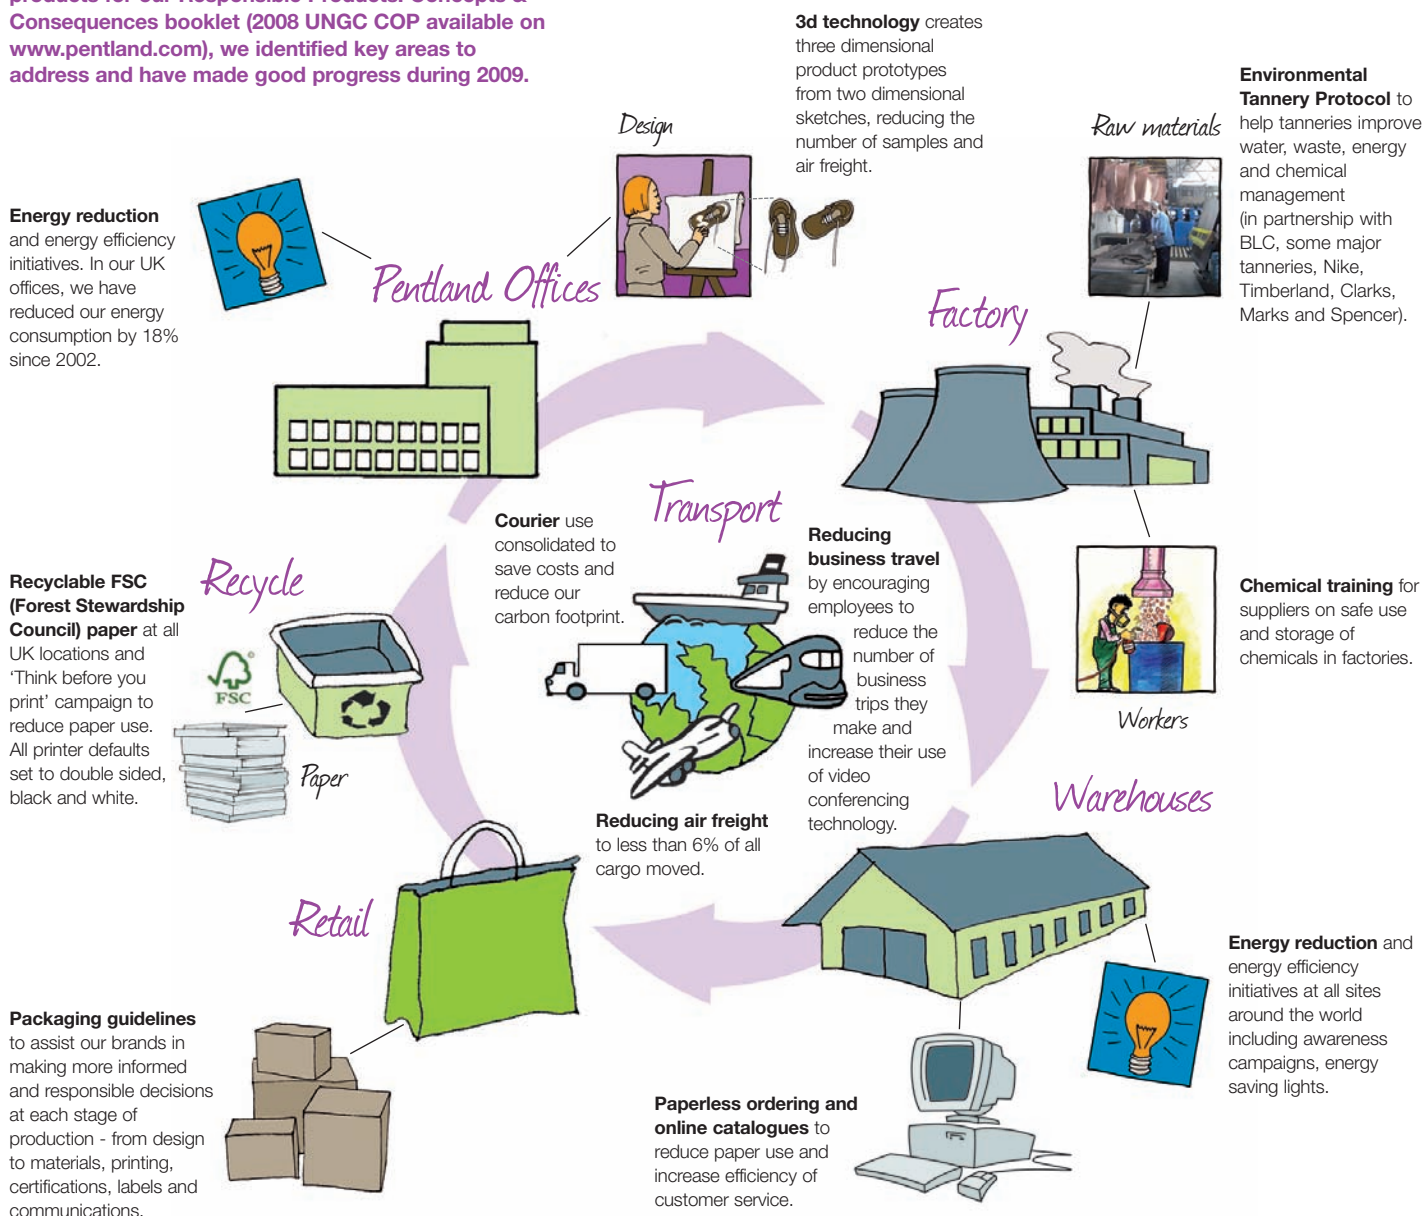 products for our Responsible Products: Concepts &
Consequences booklet (2008 UNGC COP available on
www.pentland.com), we identified key areas to
address and have made good progress during 2009.
3d technology creates
three dimensional
product prototypes
from two dimensional
sketches, reducing the
number of samples and
air freight.
Environmental
Tannery Protocol to
help tanneries improve
water, waste, energy
and chemical
management
(in partnership with
BLC, some major
tanneries, Nike,
Timberland, Clarks,
Marks and Spencer).
Design
Raw materials
Energy reduction
and energy efficiency
initiatives. In our UK
offices, we have
reduced our energy
consumption by 18%
since 2002.
Pentland Offices
Factory
Transport
Courier use
consolidated to
save costs and
reduce our
carbon footprint.
Reducing
business travel
by encouraging
employees to
reduce the
number of
business
trips they
make and
increase their use
of video
conferencing
technology.
Recycle
Recyclable FSC
(Forest Stewardship
Council) paper at all
UK locations and
‘Think before you
print’ campaign to
reduce paper use.
All printer defaults
set to double sided,
black and white.
FSC
Paper
Chemical training for
suppliers on safe use
and storage of
chemicals in factories.
Workers
Warehouses
Reducing air freight
to less than 6% of all
cargo moved.
Retail
Energy reduction and
energy efficiency
initiatives at all sites
around the world
including awareness
campaigns, energy
saving lights.
Packaging guidelines
to assist our brands in
making more informed
and responsible decisions
at each stage of
production - from design
to materials, printing,
certifications, labels and
communications.
Paperless ordering and
online catalogues to
reduce paper use and
increase efficiency of
customer service.